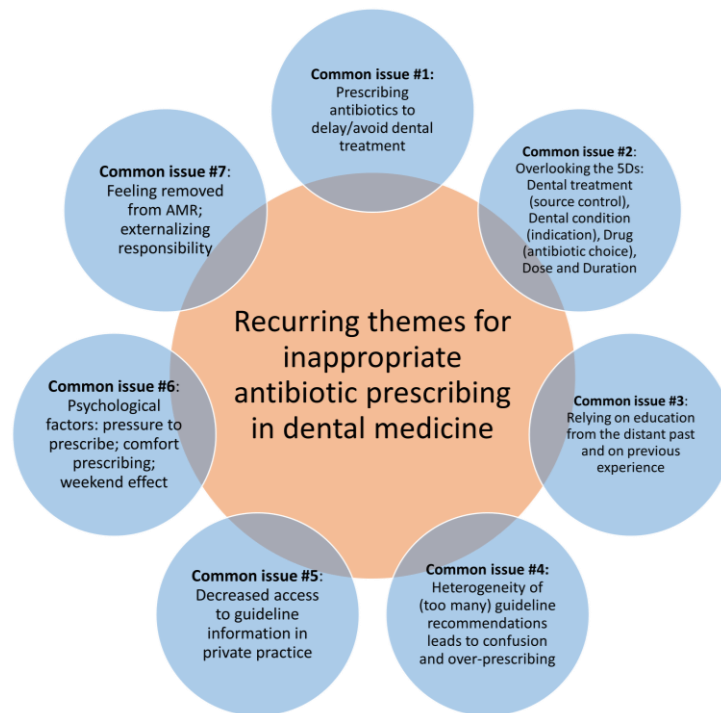 Common issue #1:
Prescribing
antibiotics to
delay/avoid dental
treatment
Common issue #2:
Overlooking the 5Ds:
Dental treatment
(source control),
Dental condition
(indication), Drug
(antibiotic choice),
Dose and Duration
Common issue #3:
Relying on education
from the distant past
and on previous
experience
Common issue #4:
Heterogeneity of
(too many) guideline
recommendations
leads to confusion
and over-prescribing
Common issue #5:
Decreased access
to guideline
information in
private practice
Common issue #6:
Psychological
factors: pressure to
prescribe; comfort
prescribing;
weekend effect
Common issue #7:
Feeling removed
from AMR;
externalizing
responsibility
Recurring themes for
inappropriate
antibiotic prescribing
in dental medicine